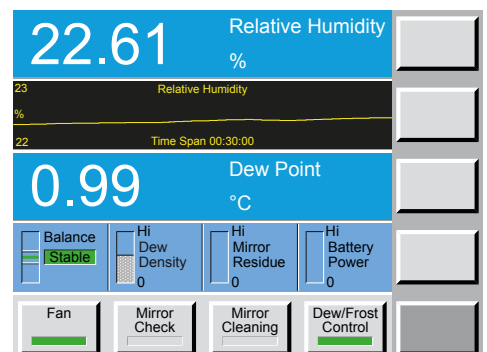 22.61
Relative Humidity
%
23
Relative Humidity
%
22
Time Span 00:30:00
0.99
Dew Point
°C
Balance
Stable
Hi
Dew
Density
0
Hi
Mirror
Residue
0
Hi
Battery
Power
0
Fan
Mirror
Check
Mirror
Cleaning
Dew/Frost
Control